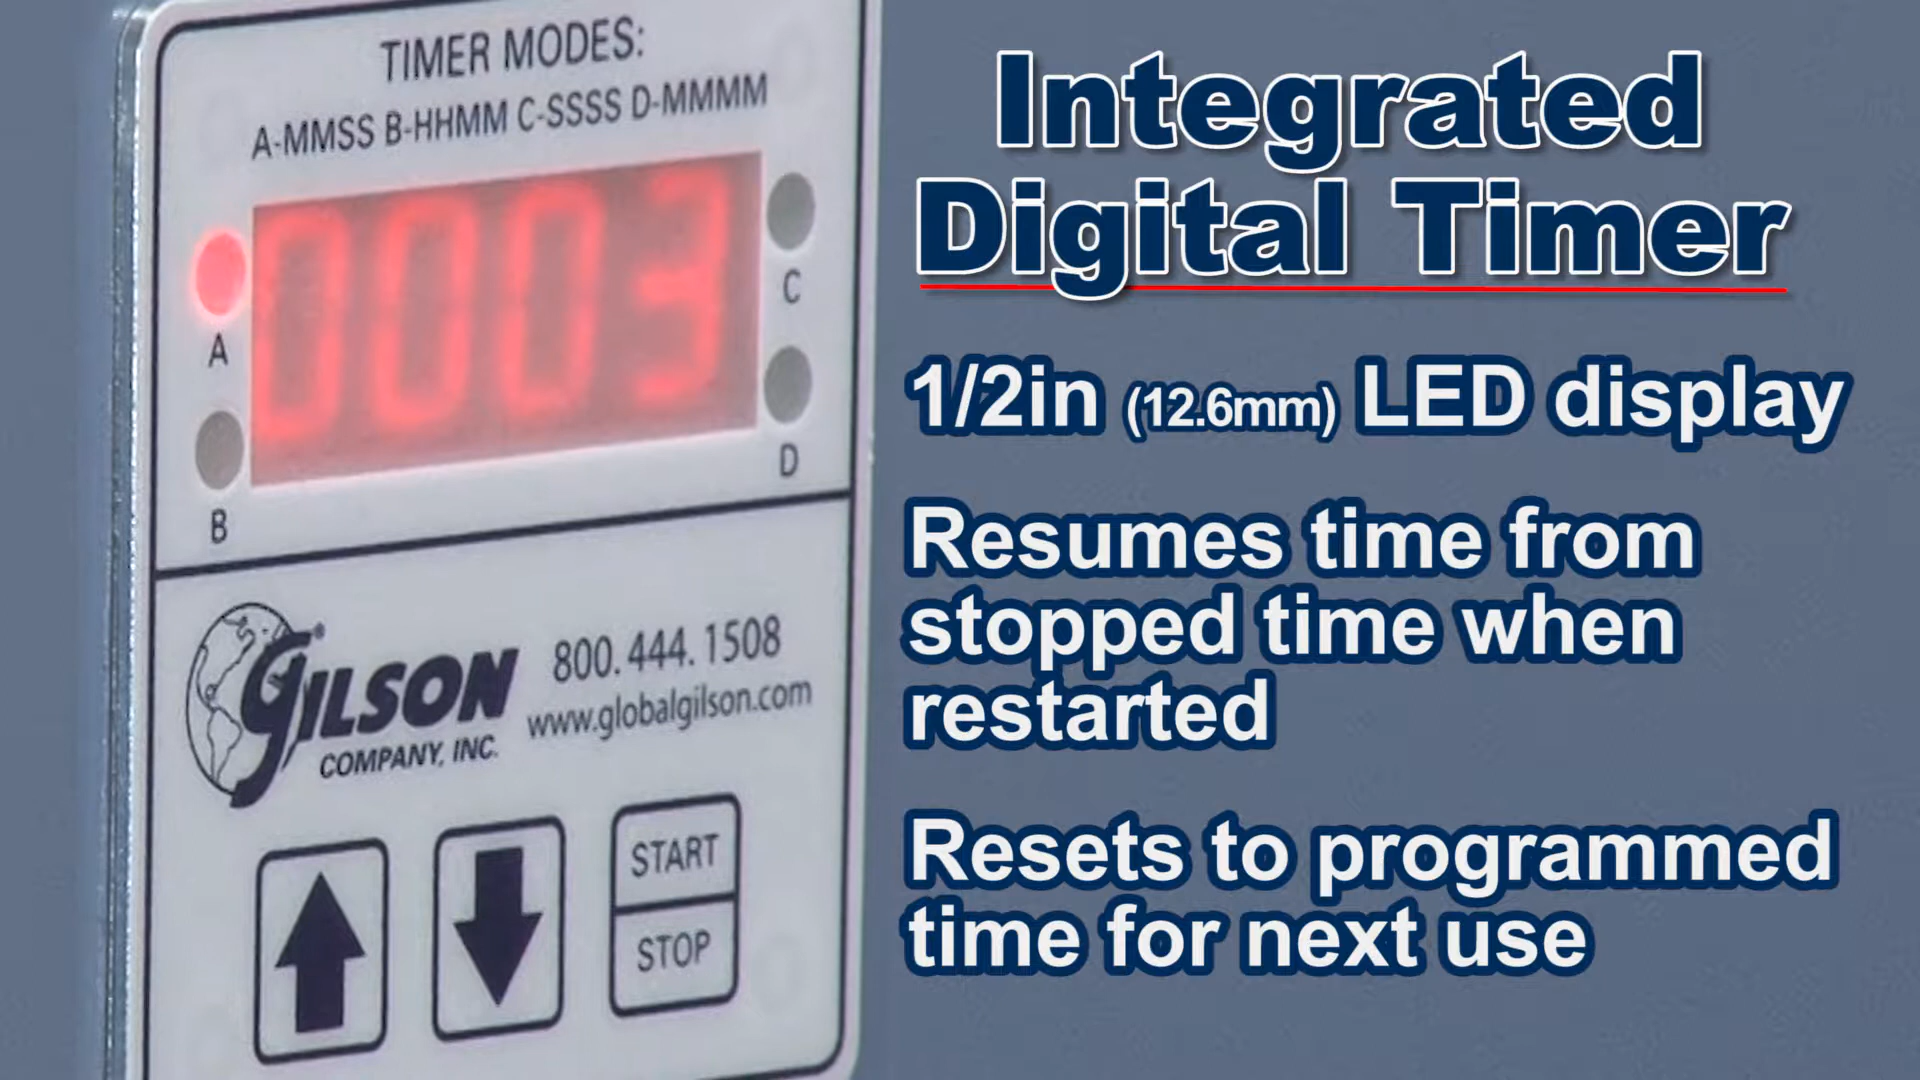 TIMER MODES:
A-MMSS B-HHMM C-SSSS D-MMMM
0003
A
B
C
D
GILSON®
COMPANY, INC.
800.444.1508
www.globalgilson.com
START
STOP
Integrated
Digital Timer
1/2in (12.6mm) LED display
Resumes time from
stopped time when
restarted
Resets to programmed
time for next use